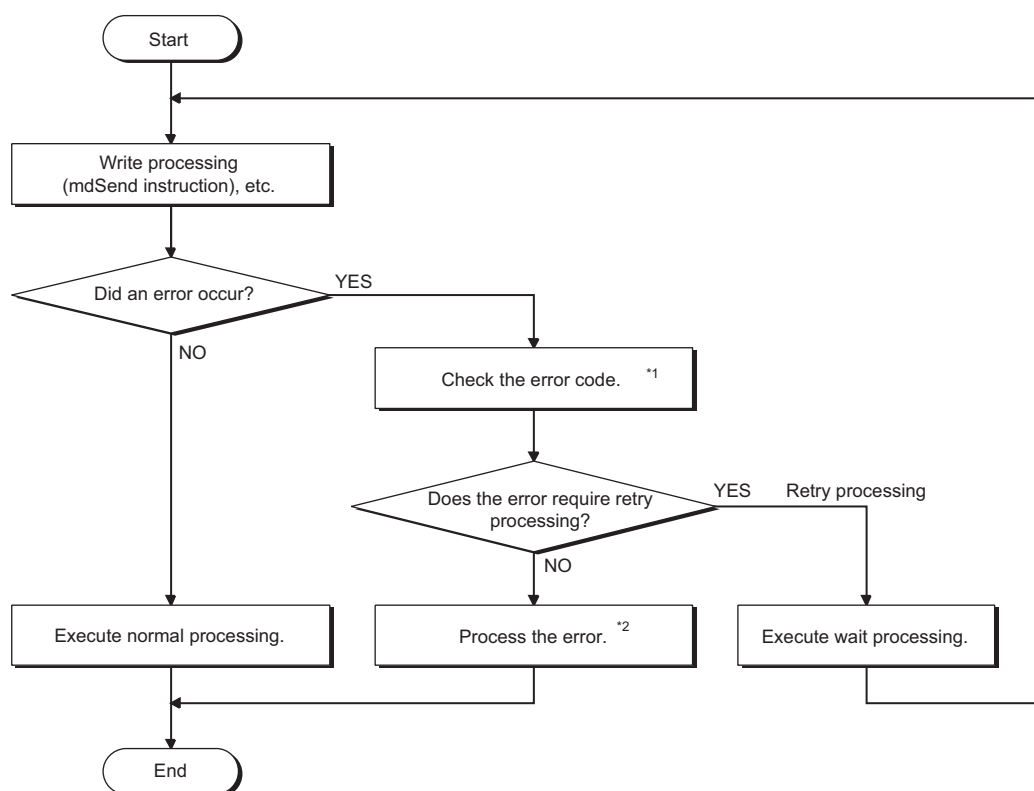 Start
Write processing
(mdSend instruction), etc.
Did an error occur?
YES
NO
Check the error code. *1
Does the error require retry
processing?
YES
Retry processing
NO
Execute normal processing.
Process the error. *2
Execute wait processing.
End